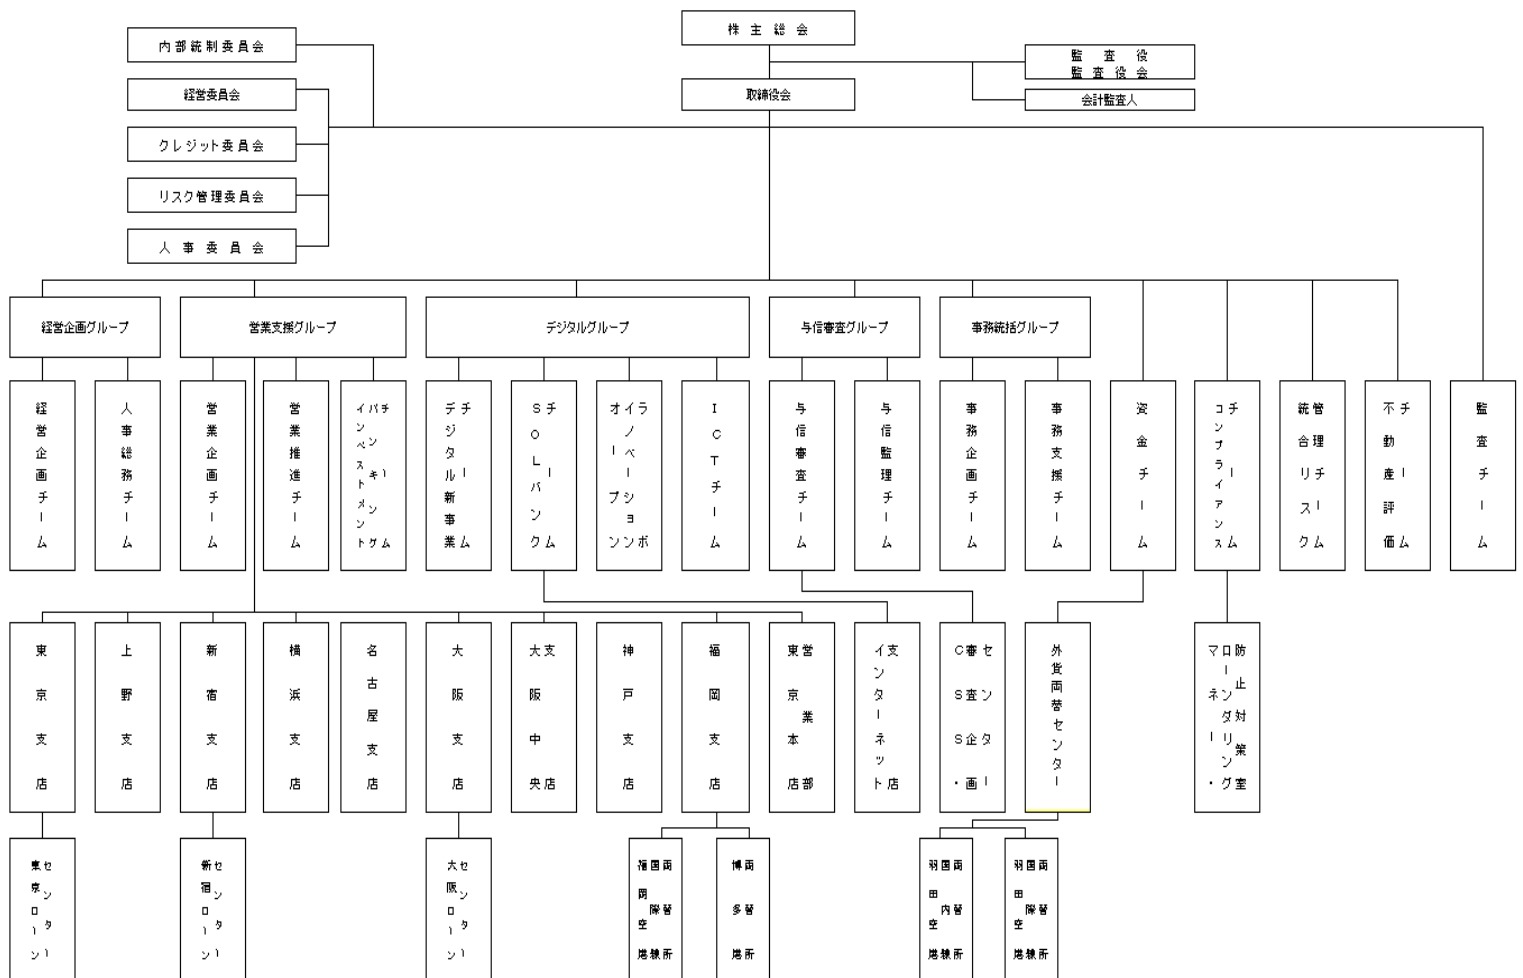 株主総会
内部統制委員会
監査役
監査役会
経営委員会
取締役会
会計監査人
クレジット委員会
リスク管理委員会
人事委員会
経営企画グループ
営業支援グループ
デジタルグループ
与信審査グループ
事務統括グループ
経営企画チーム
人事総務チーム
営業企画チーム
営業推進チーム
インベストメント
バンキング
チーム
デジタル新事業
チーム
SOLバンク
チーム
オープン
イノベーション
ラボ
ICTチーム
与信審査チーム
与信監理チーム
事務企画チーム
事務支援チーム
資金チーム
コンプライアンス
チーム
統合リスク
管理チーム
不動産評価
チーム
監査チーム
東京支店
上野支店
新宿支店
横浜支店
名古屋支店
大阪支店
大阪中央
支店
神戸支店
福岡支店
東京本店
営業部
インターネット
支店
CSS・
審査企画
センター
外貨両替センター
マネー・
ローンダリング
防止対策室
東京ローン
センター
新宿ローン
センター
大阪ローン
センター
福岡空港
国際線
両替所
博多港
両替所
羽田空港
国内線
両替所
羽田空港
国際線
両替所